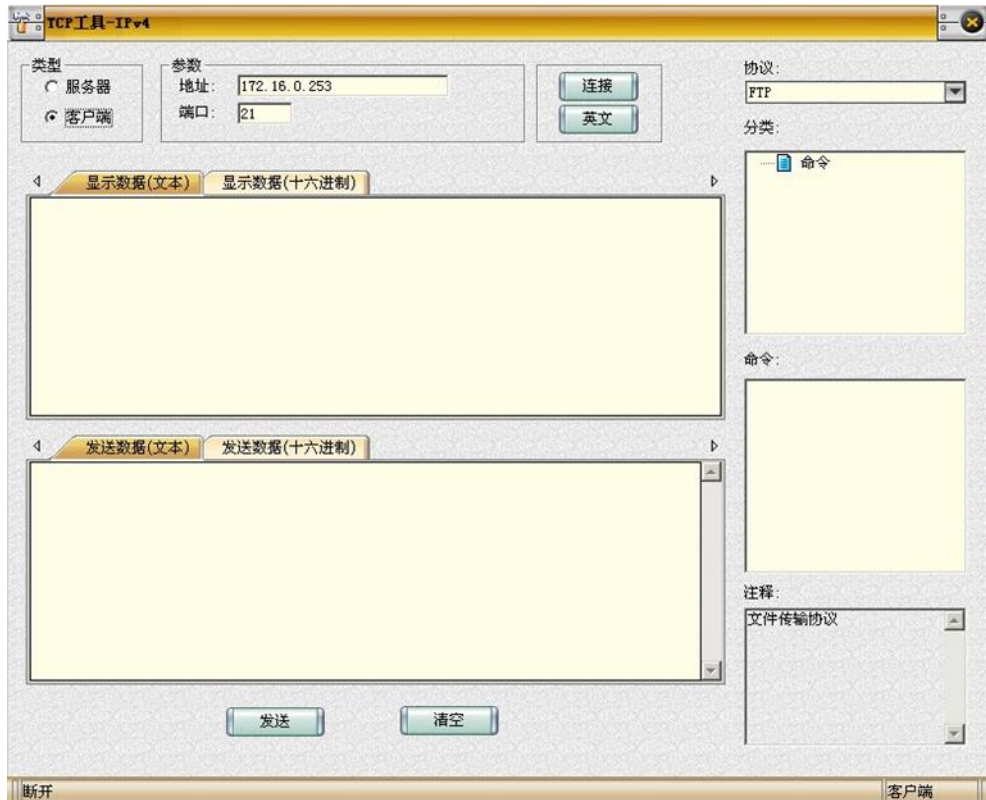 TCP工具-IPv4
类型
服务器
客户端
参数
地址: 172.16.0.253
端口: 21
连接
英文
协议:
FTP
分类:
命令
显示数据(文本) 显示数据(十六进制)
命令:
发送数据(文本) 发送数据(十六进制)
注释:
文件传输协议
发送 清空
断开 客户端